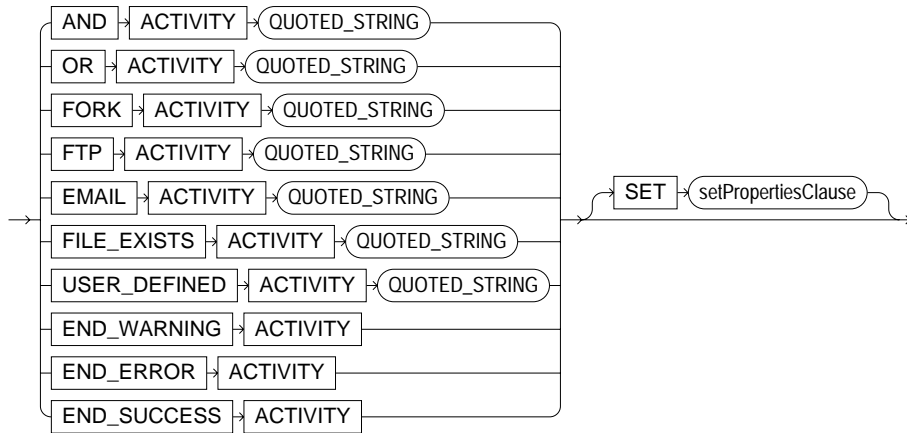 AND ACTIVITY QUOTED_STRING
OR ACTIVITY QUOTED_STRING
FORK ACTIVITY QUOTED_STRING
FTP ACTIVITY QUOTED_STRING
EMAIL ACTIVITY QUOTED_STRING
SET setPropertiesClause
FILE_EXISTS ACTIVITY QUOTED_STRING
USER_DEFINED ACTIVITY QUOTED_STRING
END_WARNING ACTIVITY
END_ERROR ACTIVITY
END_SUCCESS ACTIVITY